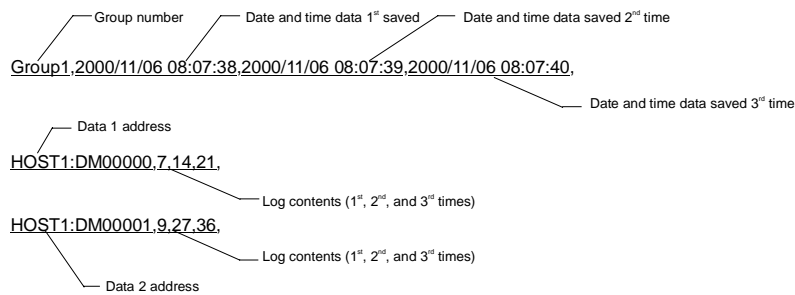 Group number
Date and time data 1st saved
Date and time data saved 2nd time
Group1,2000/11/06 08:07:38,2000/11/06 08:07:39,2000/11/06 08:07:40,
Date and time data saved 3rd time
Data 1 address
HOST1:DM00000,7,14,21,
Log contents (1st, 2nd, and 3rd times)
HOST1:DM00001,9,27,36,
Log contents (1st, 2nd, and 3rd times)
Data 2 address